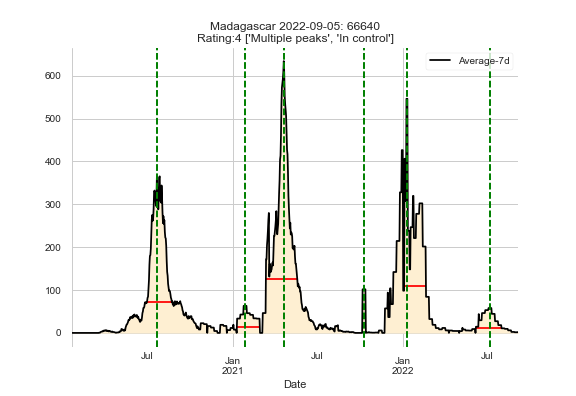 Madagascar 2022-09-05: 66640
Rating:4 ['Multiple peaks', 'In control']
Average-7d
600
500
400
300
200
100
0
Jul
Jan
2021
Jul
Jan
2022
Jul
Date